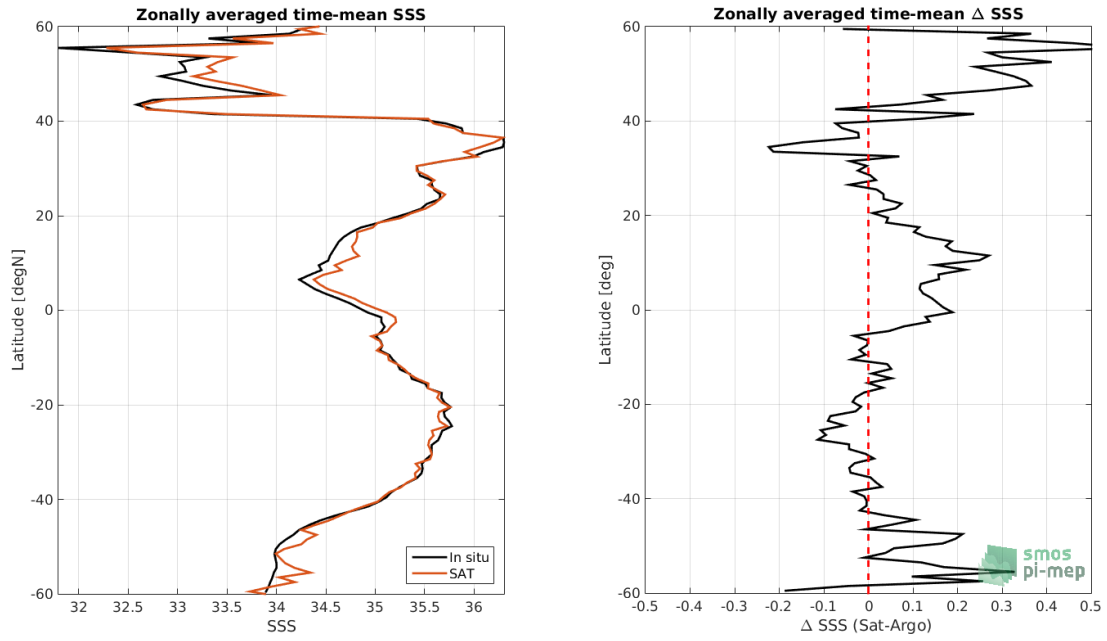 Zonally averaged time-mean SSS
60
40
20
0
-20
-40
-60
Latitude [degN]
32 32.5 33 33.5 34 34.5 35 35.5 36
SSS
In situ
SAT
Zonally averaged time-mean Δ SSS
60
40
20
0
-20
-40
-60
Latitude [deg]
-0.5 -0.4 -0.3 -0.2 -0.1 0 0.1 0.2 0.3 0.4 0.5
Δ SSS (Sat-Argo)
smos
pi-mep